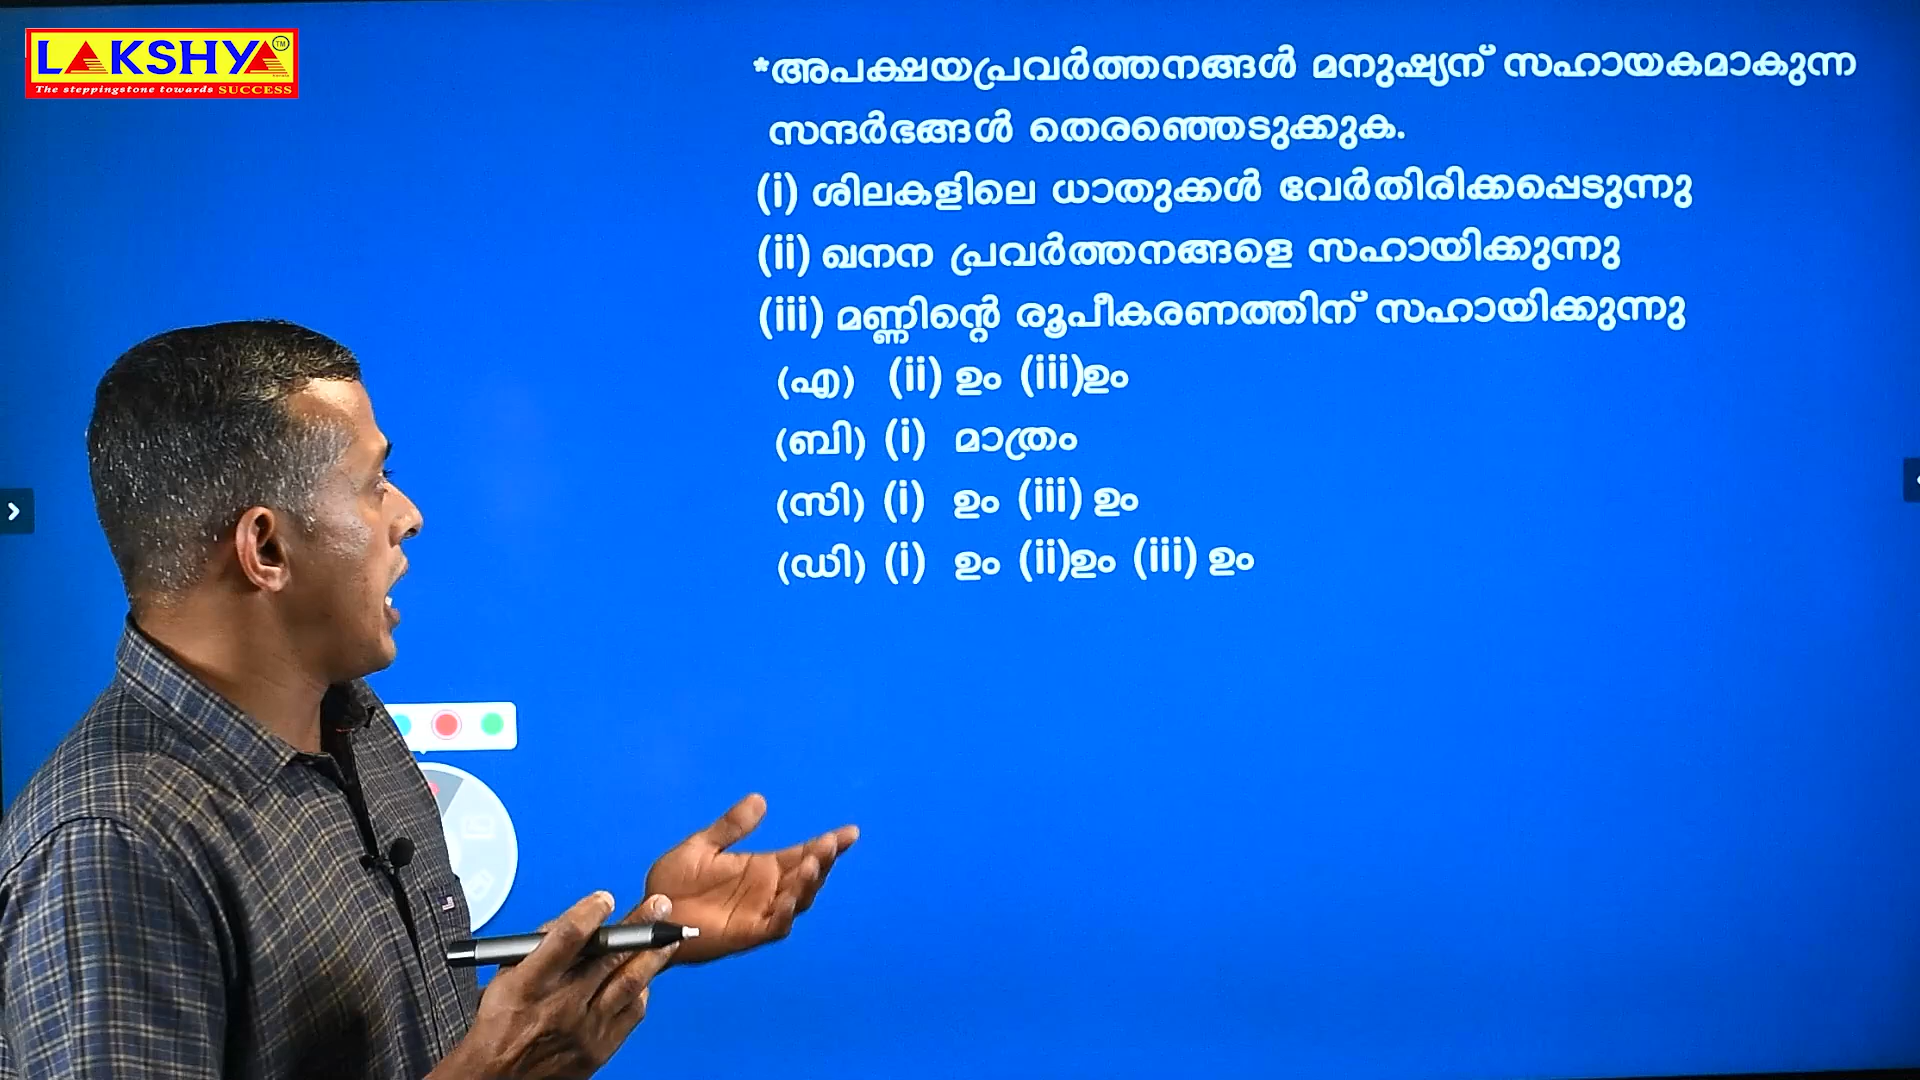 LAKSHYA
TM
The steppingstone towards SUCCESS
*അപക്ഷയപ്രവർത്തനങ്ങൾ മനുഷ്യന് സഹായകമാകുന്ന
സന്ദർഭങ്ങൾ തെരഞ്ഞെടുക്കുക.
(i) ശിലകളിലെ ധാതുക്കൾ വേർതിരിക്കപ്പെടുന്നു
(ii) ഖനന പ്രവർത്തനങ്ങളെ സഹായിക്കുന്നു
(iii) മണ്ണിന്റെ രൂപീകരണത്തിന് സഹായിക്കുന്നു
(എ) (ii) ഉം (iii)ഉം
(ബി) (i) മാത്രം
(സി) (i) ഉം (iii) ഉം
(ഡി) (i) ഉം (ii)ഉം (iii) ഉം